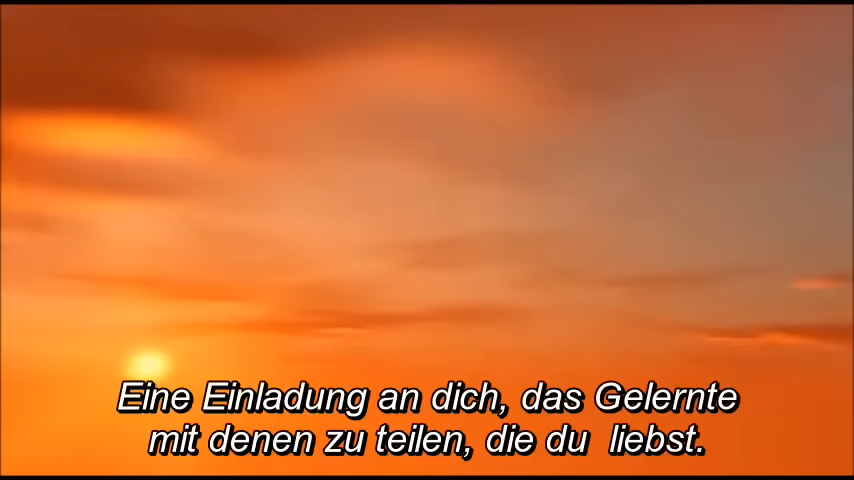 Eine Einladung an dich, das Gelernte
mit denen zu teilen, die du  liebst.